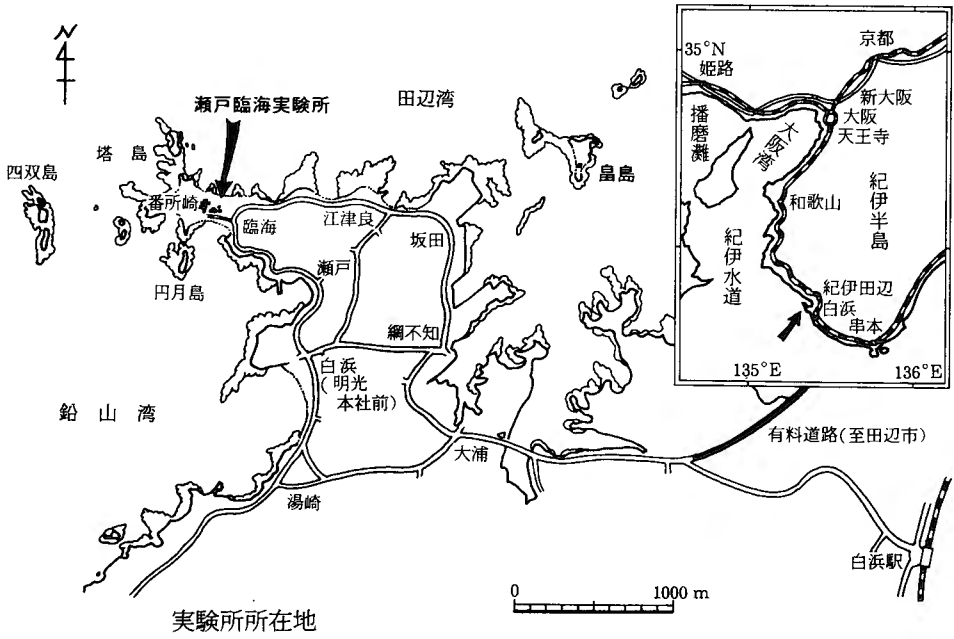 N
瀬戸臨海実験所
田辺湾
塔島
四双島
番所崎
臨海
江津良
坂田
畠島
円月島
瀬戸
綱不知
白浜
(明光
本社前)
鉛山湾
大浦
有料道路(至田辺市)
湯崎
白浜駅
0
1000 m
実験所所在地
35°N
京都
姫路
新大阪
大阪
天王寺
播磨灘
大阪湾
和歌山
紀伊半島
紀伊水道
紀伊田辺
白浜
串本
135°E
136°E